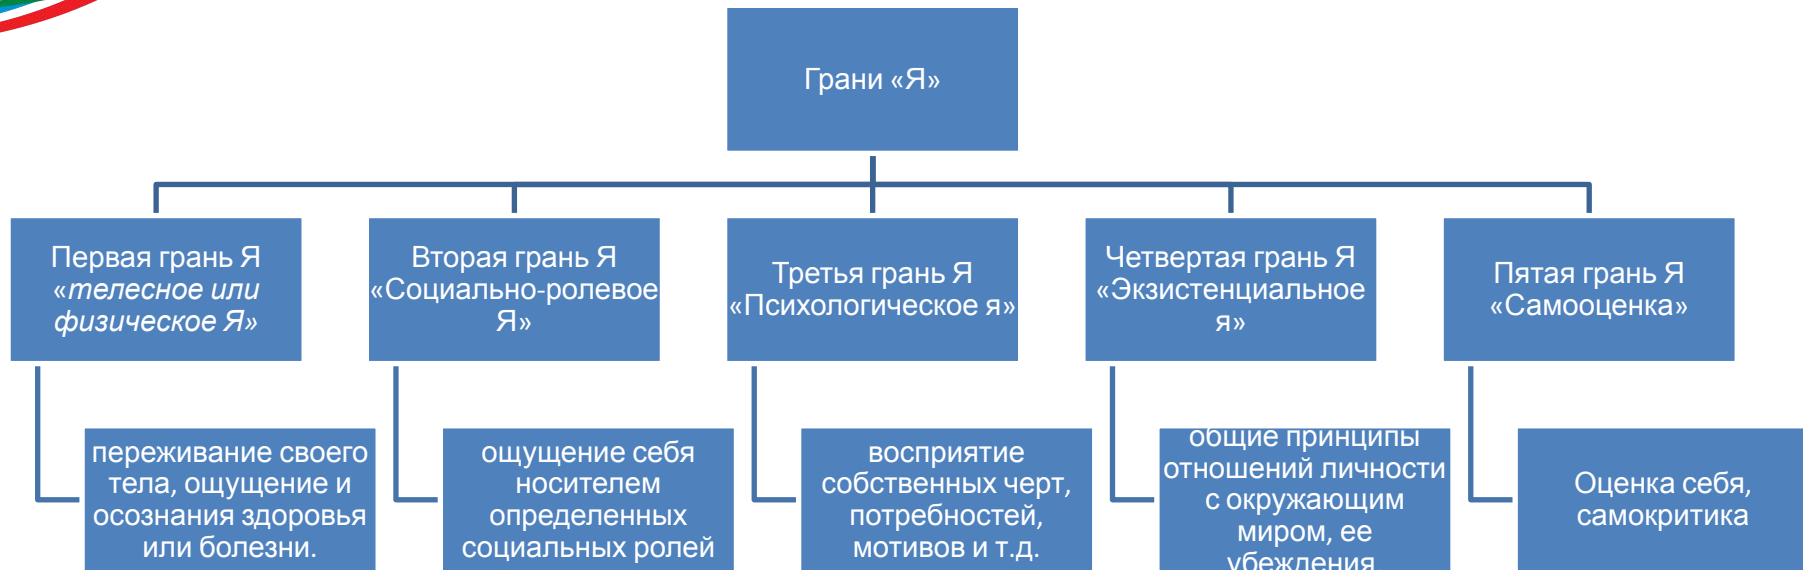 Грани «Я»
Первая грань Я
«телесное или
физическое Я»
Вторая грань Я
«Социально-ролевое
Я»
Третья грань Я
«Психологическое я»
Четвертая грань Я
«Экзистенциальное
я»
Пятая грань Я
«Самооценка»
переживание своего
тела, ощущение и
осознания здоровья
или болезни.
ощущение себя
носителем
определенных
социальных ролей
восприятие
собственных черт,
потребностей,
мотивов и т.д.
общие принципы
отношений личности
с окружающим
миром, ее
убеждения
Оценка себя,
самокритика